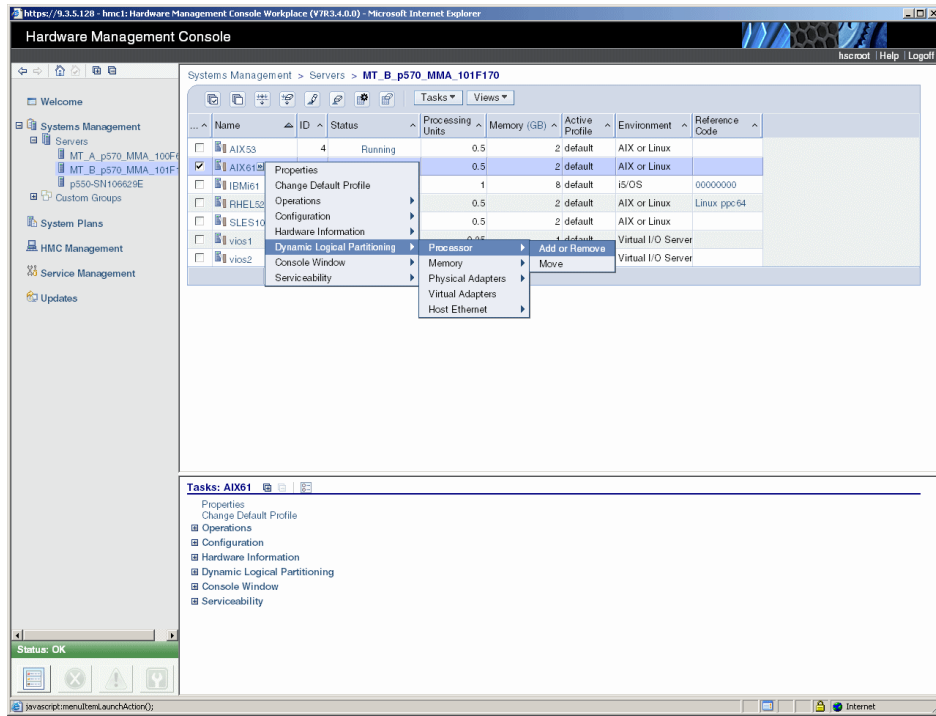 https://9.3.5.128 - hmc1: Hardware Management Console Workplace (V7R3.4.0.0) - Microsoft Internet Explorer
Hardware Management Console
hscroot | Help | Logoff
Welcome
Systems Management
Servers
MT_A_p570_MMA_100F6
MT_B_p570_MMA_101F1
p550-SN106629E
Custom Groups
System Plans
HMC Management
Service Management
Updates
Systems Management > Servers > MT_B_p570_MMA_101F170
Tasks Views
... Name ID Status Processing Units Memory (GB) Active Profile Environment Reference Code
AIX53 4 Running 0.5 2 default AIX or Linux
AIX61 0.5 2 default AIX or Linux
IBMi61 1 8 default i5/OS 00000000
RHEL52 0.5 2 default AIX or Linux Linux ppc64
SLES10 0.5 2 default AIX or Linux
vios1 0.05 1 default Virtual I/O Server
vios2 Virtual I/O Server
Properties
Change Default Profile
Operations
Configuration
Hardware Information
Dynamic Logical Partitioning
Console Window
Serviceability
Processor
Memory
Physical Adapters
Virtual Adapters
Host Ethernet
Add or Remove
Move
Tasks: AIX61
Properties
Change Default Profile
Operations
Configuration
Hardware Information
Dynamic Logical Partitioning
Console Window
Serviceability
Status: OK
javascript:menuItemLaunchAction();
Internet